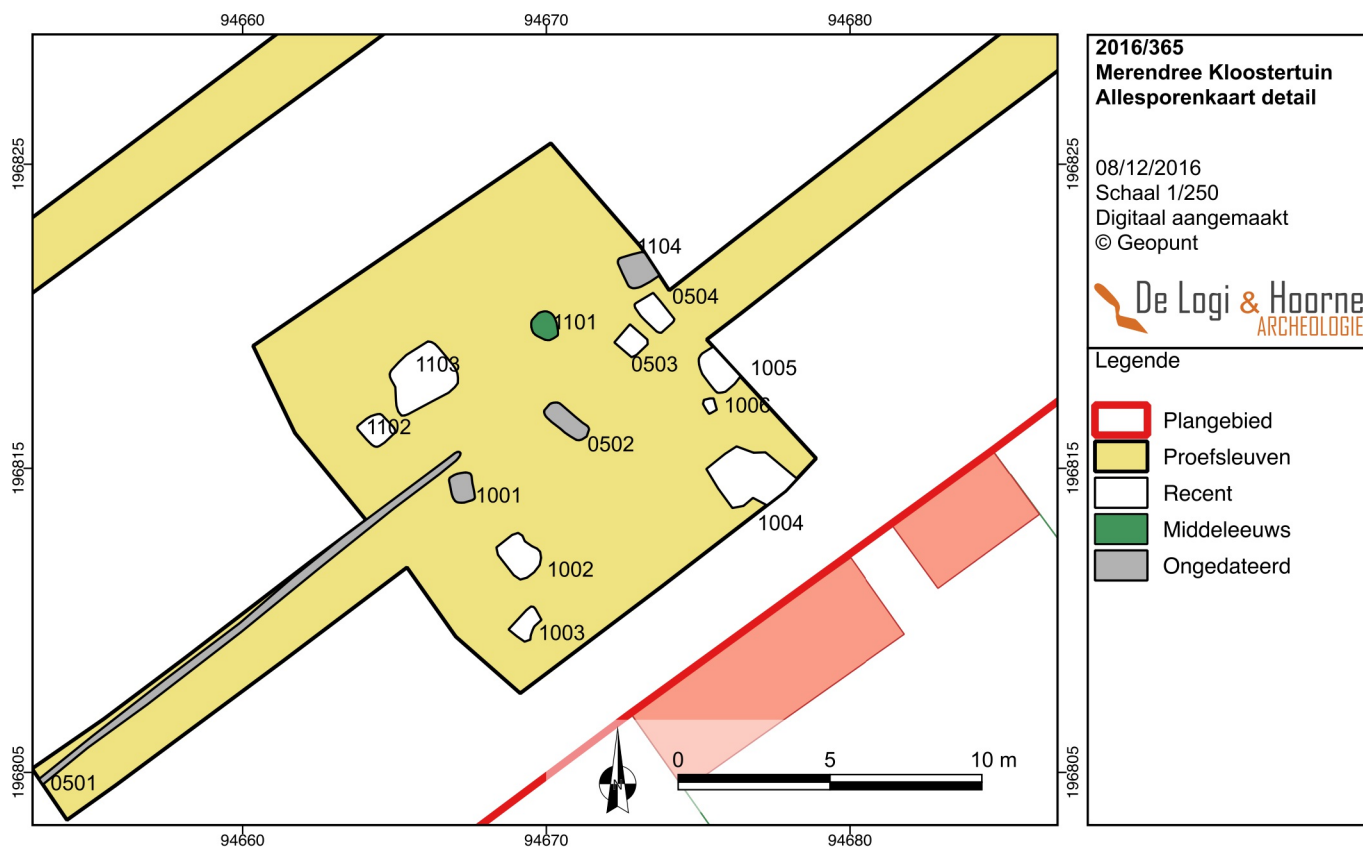 94660
94670
94680
196825
196815
196805
196825
196815
196805
94660
94670
94680
1104
0504
1101
0503
1005
1103
1006
1102
0502
1001
1004
1002
1003
0501
0
5
10 m
N
2016/365
Merendree Kloostertuin
Allesporenkaart detail
08/12/2016
Schaal 1/250
Digitaal aangemaakt
© Geopunt
De Logi & Hoorne
ARCHEOLOGIE
Legende
Plangebied
Proefsleuven
Recent
Middeleeuws
Ongedateerd